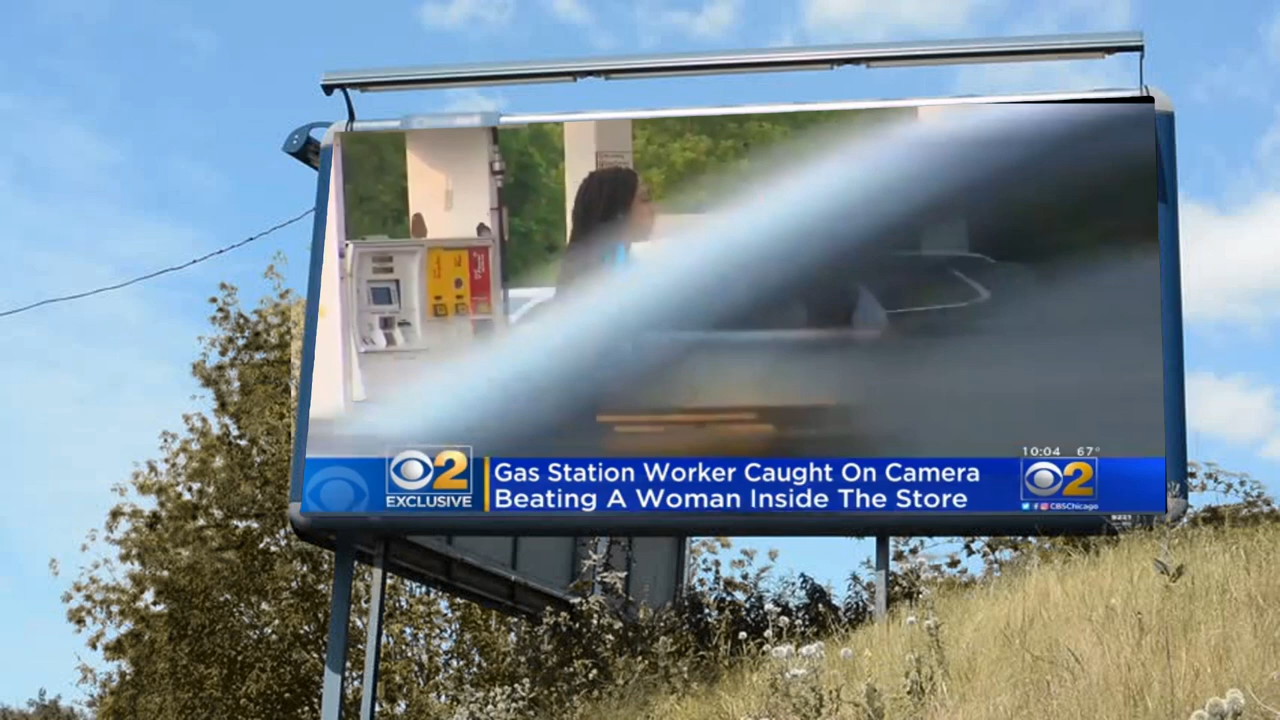 10:04 67°
2
EXCLUSIVE
Gas Station Worker Caught On Camera
Beating A Woman Inside The Store
2
CBSChicago